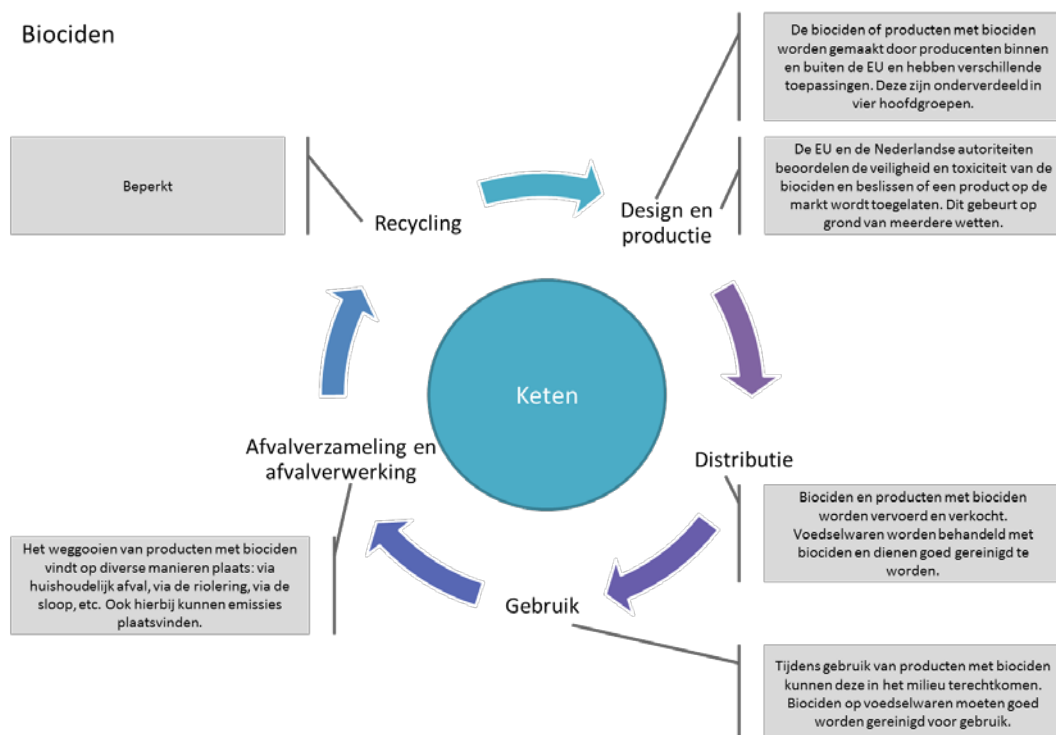 Biociden
De biociden of producten met biociden
worden gemaakt door producenten binnen
en buiten de EU en hebben verschillende
toepassingen. Deze zijn onderverdeeld in
vier hoofdgroepen.
De EU en de Nederlandse autoriteiten
beoordelen de veiligheid en toxiciteit van de
biociden en beslissen of een product op de
markt wordt toegelaten. Dit gebeurt op
grond van meerdere wetten.
Beperkt
Recycling
Design en
productie
Keten
Afvalverzameling en
afvalverwerking
Distributie
Biociden en producten met biociden
worden vervoerd en verkocht.
Voedselwaren worden behandeld met
biociden en dienen goed gereinigd te
worden.
Het weggooien van producten met biociden
vindt op diverse manieren plaats: via
huishoudelijk afval, via de riolering, via de
sloop, etc. Ook hierbij kunnen emissies
plaatsvinden.
Gebruik
Tijdens gebruik van producten met biociden
kunnen deze in het milieu terechtkomen.
Biociden op voedselwaren moeten goed
worden gereinigd voor gebruik.